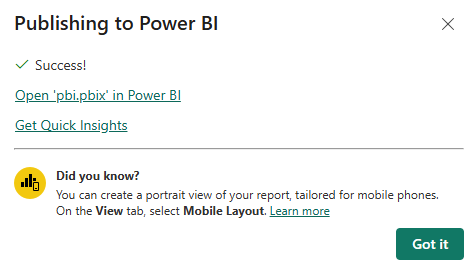 Publishing to Power BI
Success!
Open 'pbi.pbix' in Power BI
Get Quick Insights
Did you know?
You can create a portrait view of your report, tailored for mobile phones.
On the View tab, select Mobile Layout. Learn more
Got it